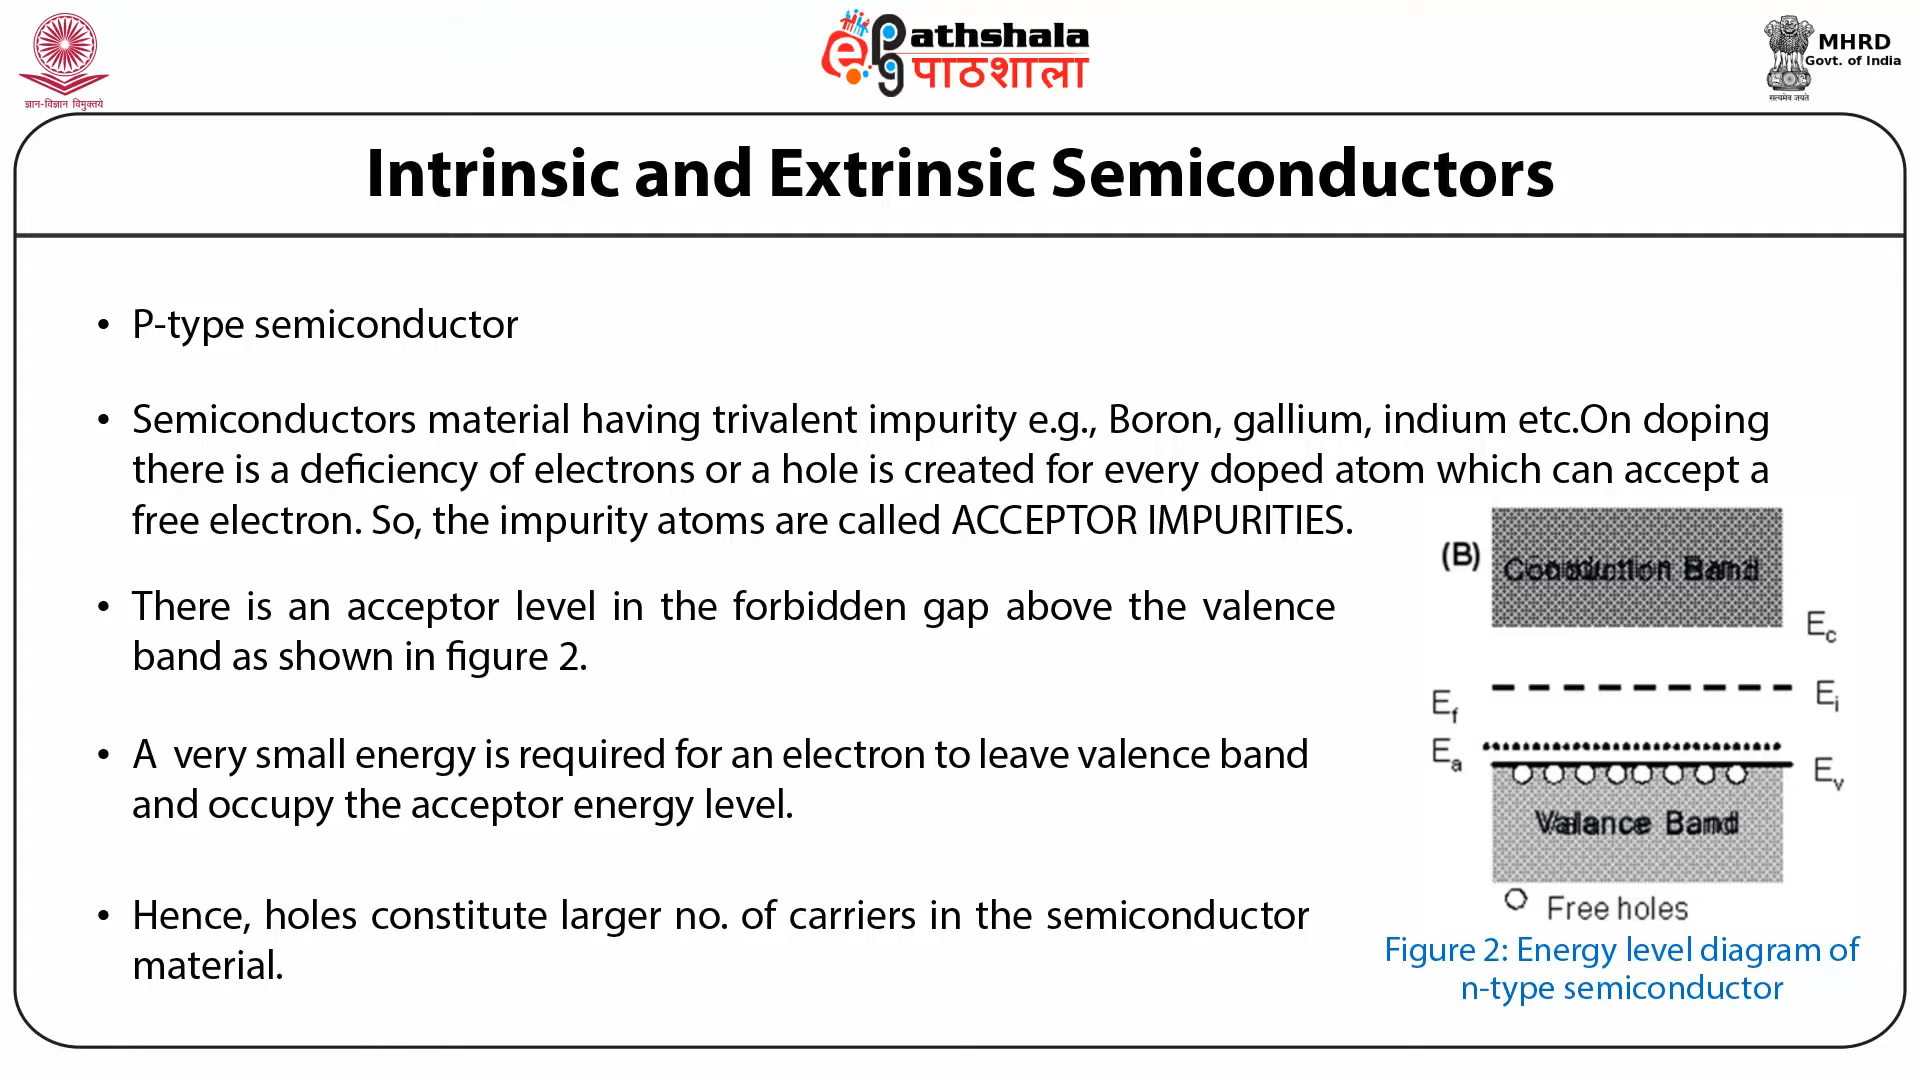 ज्ञान-विज्ञान विमुक्तये
ePG Pathshala
पाठशाला
MHRD
Govt. of India
सत्यमेव जयते
Intrinsic and Extrinsic Semiconductors
• P-type semiconductor
• Semiconductors material having trivalent impurity e.g., Boron, gallium, indium etc.On doping
there is a deficiency of electrons or a hole is created for every doped atom which can accept a
free electron. So, the impurity atoms are called ACCEPTOR IMPURITIES.
• There is an acceptor level in the forbidden gap above the valence
band as shown in figure 2.
• A very small energy is required for an electron to leave valence band
and occupy the acceptor energy level.
• Hence, holes constitute larger no. of carriers in the semiconductor
material.
(B)
Conduction Band
Ec
Ei
Ef
Ea
Ev
Valance Band
Free holes
Figure 2: Energy level diagram of
n-type semiconductor